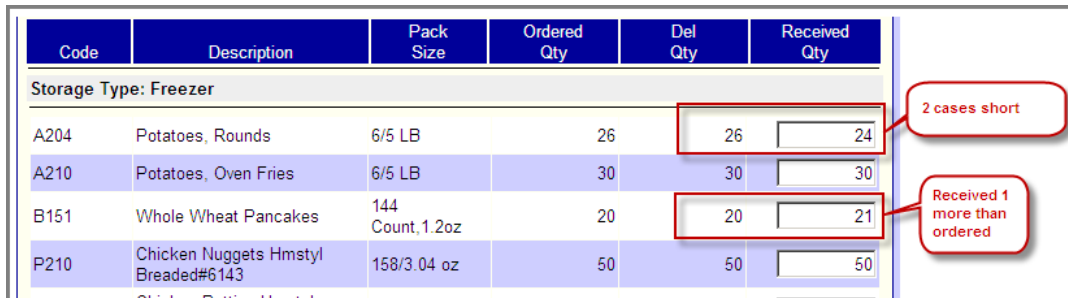 Code Description Pack Size Ordered Qty Del Qty Received Qty
Storage Type: Freezer
A204 Potatoes, Rounds 6/5 LB 26 26 24
2 cases short
A210 Potatoes, Oven Fries 6/5 LB 30 30 30
B151 Whole Wheat Pancakes 144 Count,1.2oz 20 20 21
Received 1
more than
ordered
P210 Chicken Nuggets Hmstyl Breaded#6143 158/3.04 oz 50 50 50